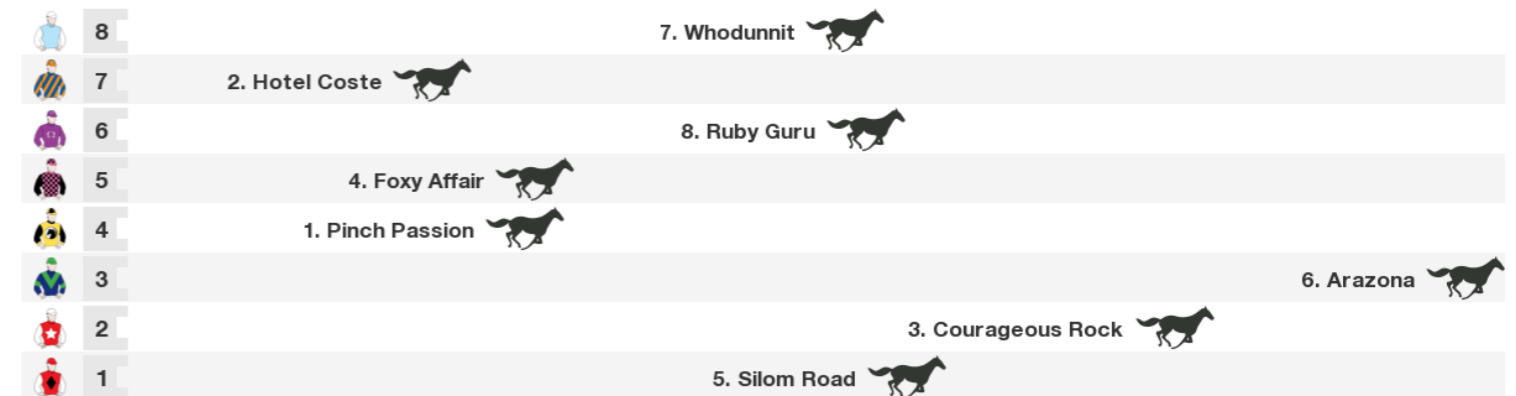 8 7. Whodunnit
7 2. Hotel Coste
6 8. Ruby Guru
5 4. Foxy Affair
4 1. Pinch Passion
3 6. Arazona
2 3. Courageous Rock
1 5. Silom Road